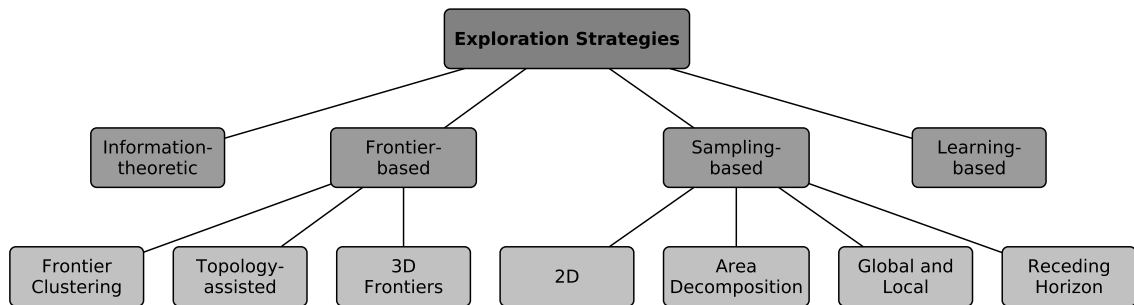 Exploration Strategies
Information-
theoretic
Frontier-
based
Sampling-
based
Learning-
based
Frontier
Clustering
Topology-
assisted
3D
Frontiers
2D
Area
Decomposition
Global and
Local
Receding
Horizon